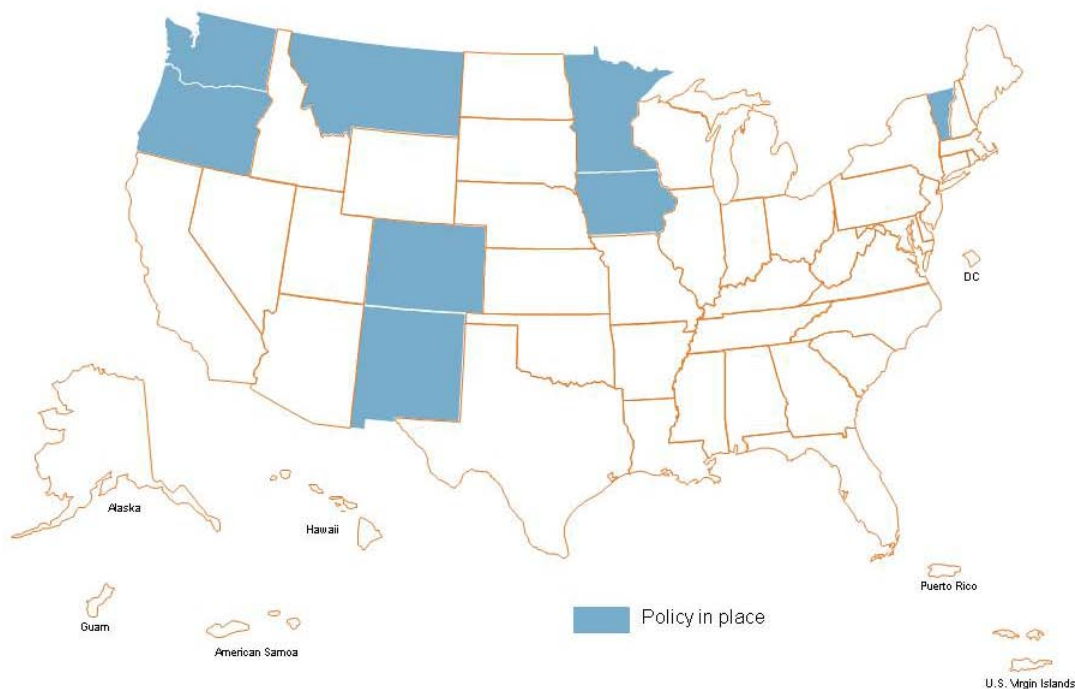 DC
Alaska
Hawaii
Puerto Rico
Guam
Policy in place
American Samoa
U.S. Virgin Islands